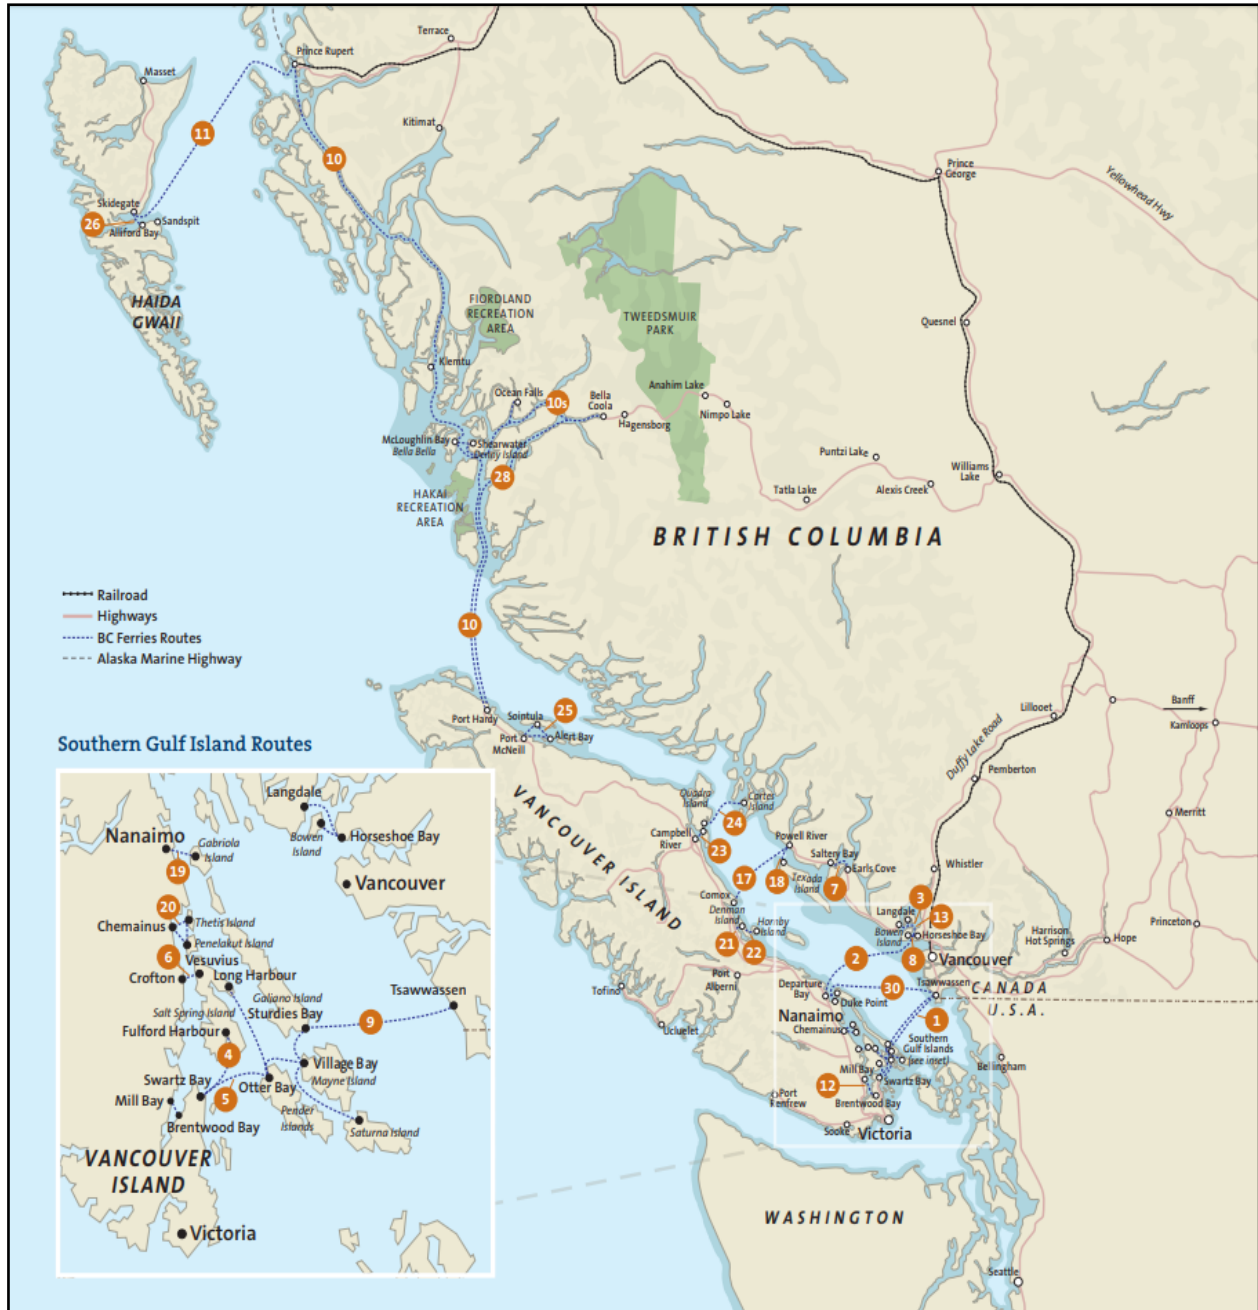 Terrace
Prince Rupert
Masset
Kitimat
11
10
Prince
George
Yellowhead Hwy
Skidegate
26
Sandspit
Alliford Bay
HAIDA
GWAII
FIORDLAND
RECREATION
AREA
TWEEDSMUIR
PARK
Quesnel
Klemtu
Anahim Lake
Ocean Falls
10s
Bella
Coola
Nimpo Lake
Hagensborg
McLoughlin Bay
Bella Bella
Shearwater
Denny Island
Puntzi Lake
Williams
Lake
28
Tatla Lake
Alexis Creek
HAKAI
RECREATION
AREA
BRITISH COLUMBIA
Railroad
Highways
BC Ferries Routes
Alaska Marine Highway
10
Port Hardy
Sointula
25
Port
McNeill
Alert Bay
Lillooet
Banff
Kamloops
Duffy Lake Road
Pemberton
Merritt
VANCOUVER ISLAND
Quadra
Island
Cortes
Island
24
Campbell
River
23
Powell River
Saltery Bay
Earls Cove
Whistler
17
18
Texada
Island
7
Comox
Denman
Island
Hornby
Island
21
22
3
13
Langdale
Bowen
Island
Horseshoe Bay
8
Vancouver
Harrison
Hot Springs
Hope
Princeton
2
Port
Alberni
Tofino
Ucluelet
Departure
Bay
30
Tsawwassen
CANADA
U.S.A.
Duke Point
Nanaimo
Chemainus
1
Southern
Gulf Islands
(see inset)
Mill Bay
Swartz Bay
12
Brentwood Bay
Port
Renfrew
Sooke
Victoria
Bellingham
WASHINGTON
Seattle
Southern Gulf Island Routes
Langdale
Bowen
Island
Horseshoe Bay
Nanaimo
Gabriola
Island
19
Vancouver
20
Chemainus
Thetis Island
Penelakut Island
6
Vesuvius
Crofton
Long Harbour
Tsawwassen
Galiano Island
Sturdies Bay
9
Salt Spring Island
Fulford Harbour
4
Village Bay
Mayne Island
Swartz Bay
Otter Bay
5
Mill Bay
Brentwood Bay
Pender
Islands
Saturna Island
VANCOUVER
ISLAND
Victoria